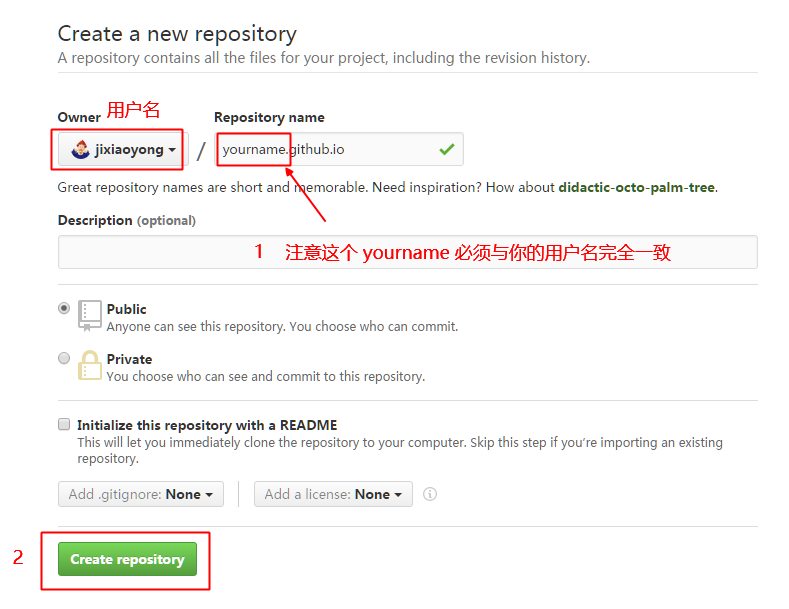 Create a new repository
A repository contains all the files for your project, including the revision history.
Owner 用户名 Repository name
jixiaoyong / yourname.github.io
Great repository names are short and memorable. Need inspiration? How about didactic-octo-palm-tree.
Description (optional)
1 注意这个 yourname 必须与你的用户名完全一致
Public
Anyone can see this repository. You choose who can commit.
Private
You choose who can see and commit to this repository.
Initialize this repository with a README
This will let you immediately clone the repository to your computer. Skip this step if you're importing an existing
repository.
Add .gitignore: None Add a license: None
2 Create repository